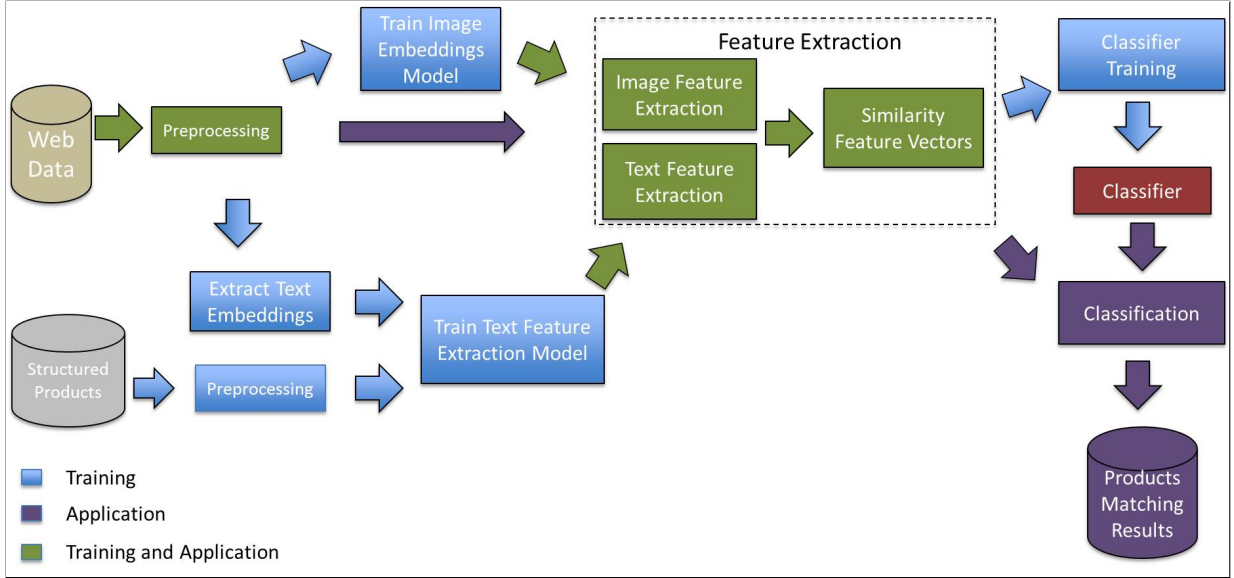 Train Image
Embeddings
Model
Feature Extraction
Classifier
Training
Web
Data
Preprocessing
Image Feature
Extraction
Similarity
Feature Vectors
Text Feature
Extraction
Classifier
Extract Text
Embeddings
Train Text Feature
Extraction Model
Classification
Structured
Products
Preprocessing
Training
Application
Training and Application
Products
Matching
Results